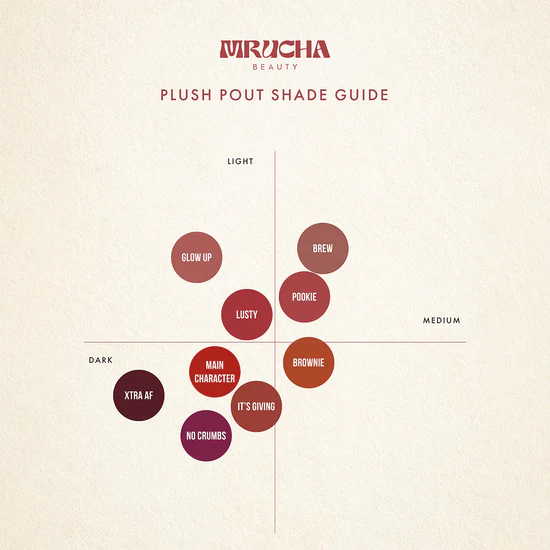 MRUCHA
BEAUTY
PLUSH POUT SHADE GUIDE
LIGHT
BREW
GLOW UP
POOKIE
LUSTY
MEDIUM
DARK
BROWNIE
MAIN
CHARACTER
XTRA AF
IT'S GIVING
NO CRUMBS